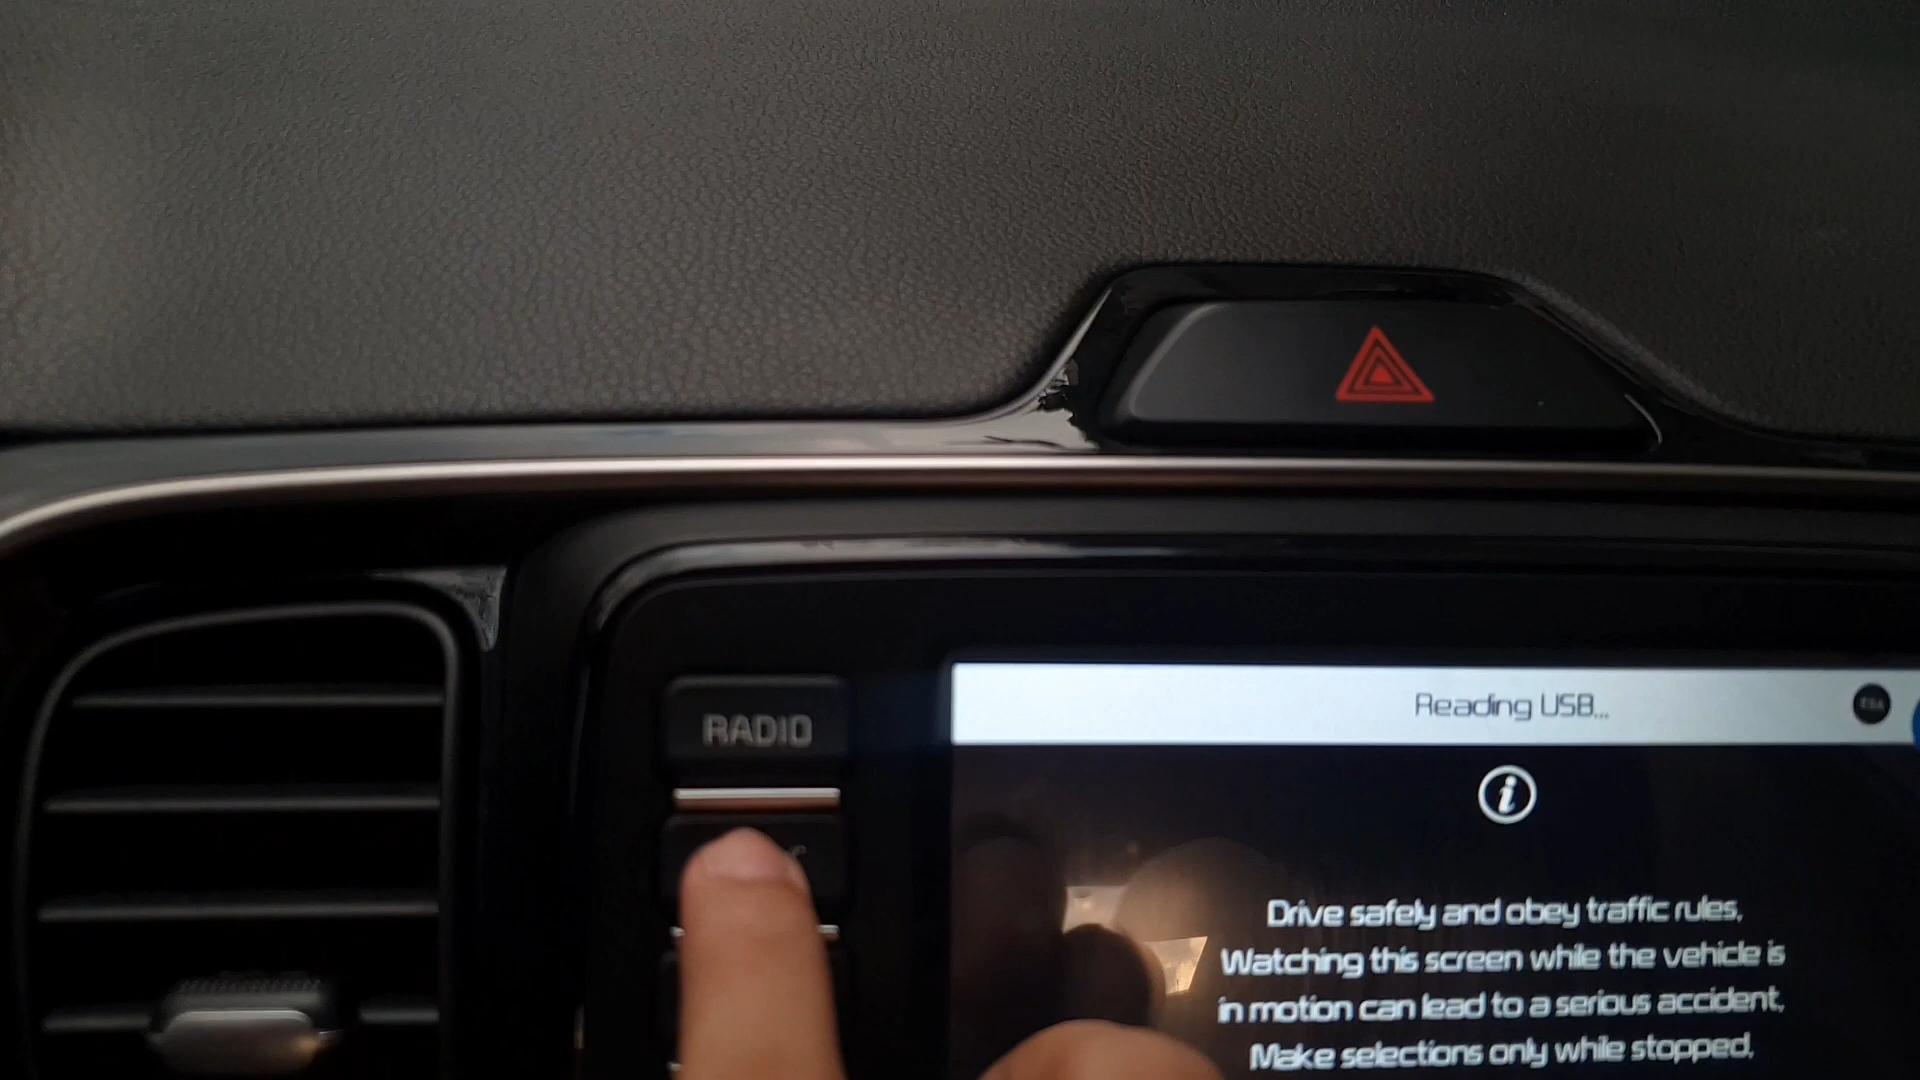 RADIO
Reading USB...
i
Drive safely and obey traffic rules.
Watching this screen while the vehicle is
in motion can lead to a serious accident.
Make selections only while stopped.